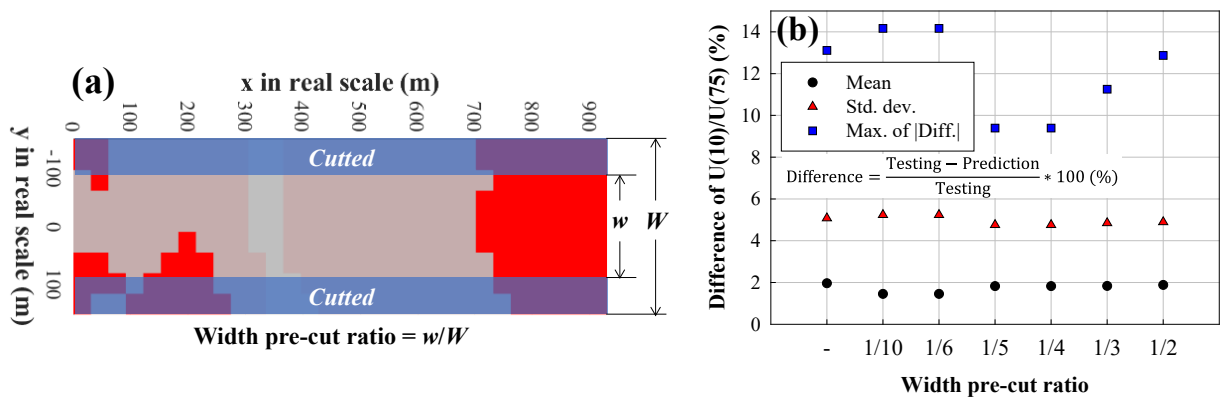 (a)
x in real scale (m)
0 100 200 300 400 500 600 700 800 900
y in real scale (m)
-100
0
100
Cutted
w
W
Cutted
Width pre-cut ratio = w/W
(b)
Difference of U(10)/U(75) (%)
14
12
10
8
6
4
2
0
Mean
Std. dev.
Max. of |Diff.|
Difference = Testing − Prediction / Testing * 100 (%)
- 1/10 1/6 1/5 1/4 1/3 1/2
Width pre-cut ratio